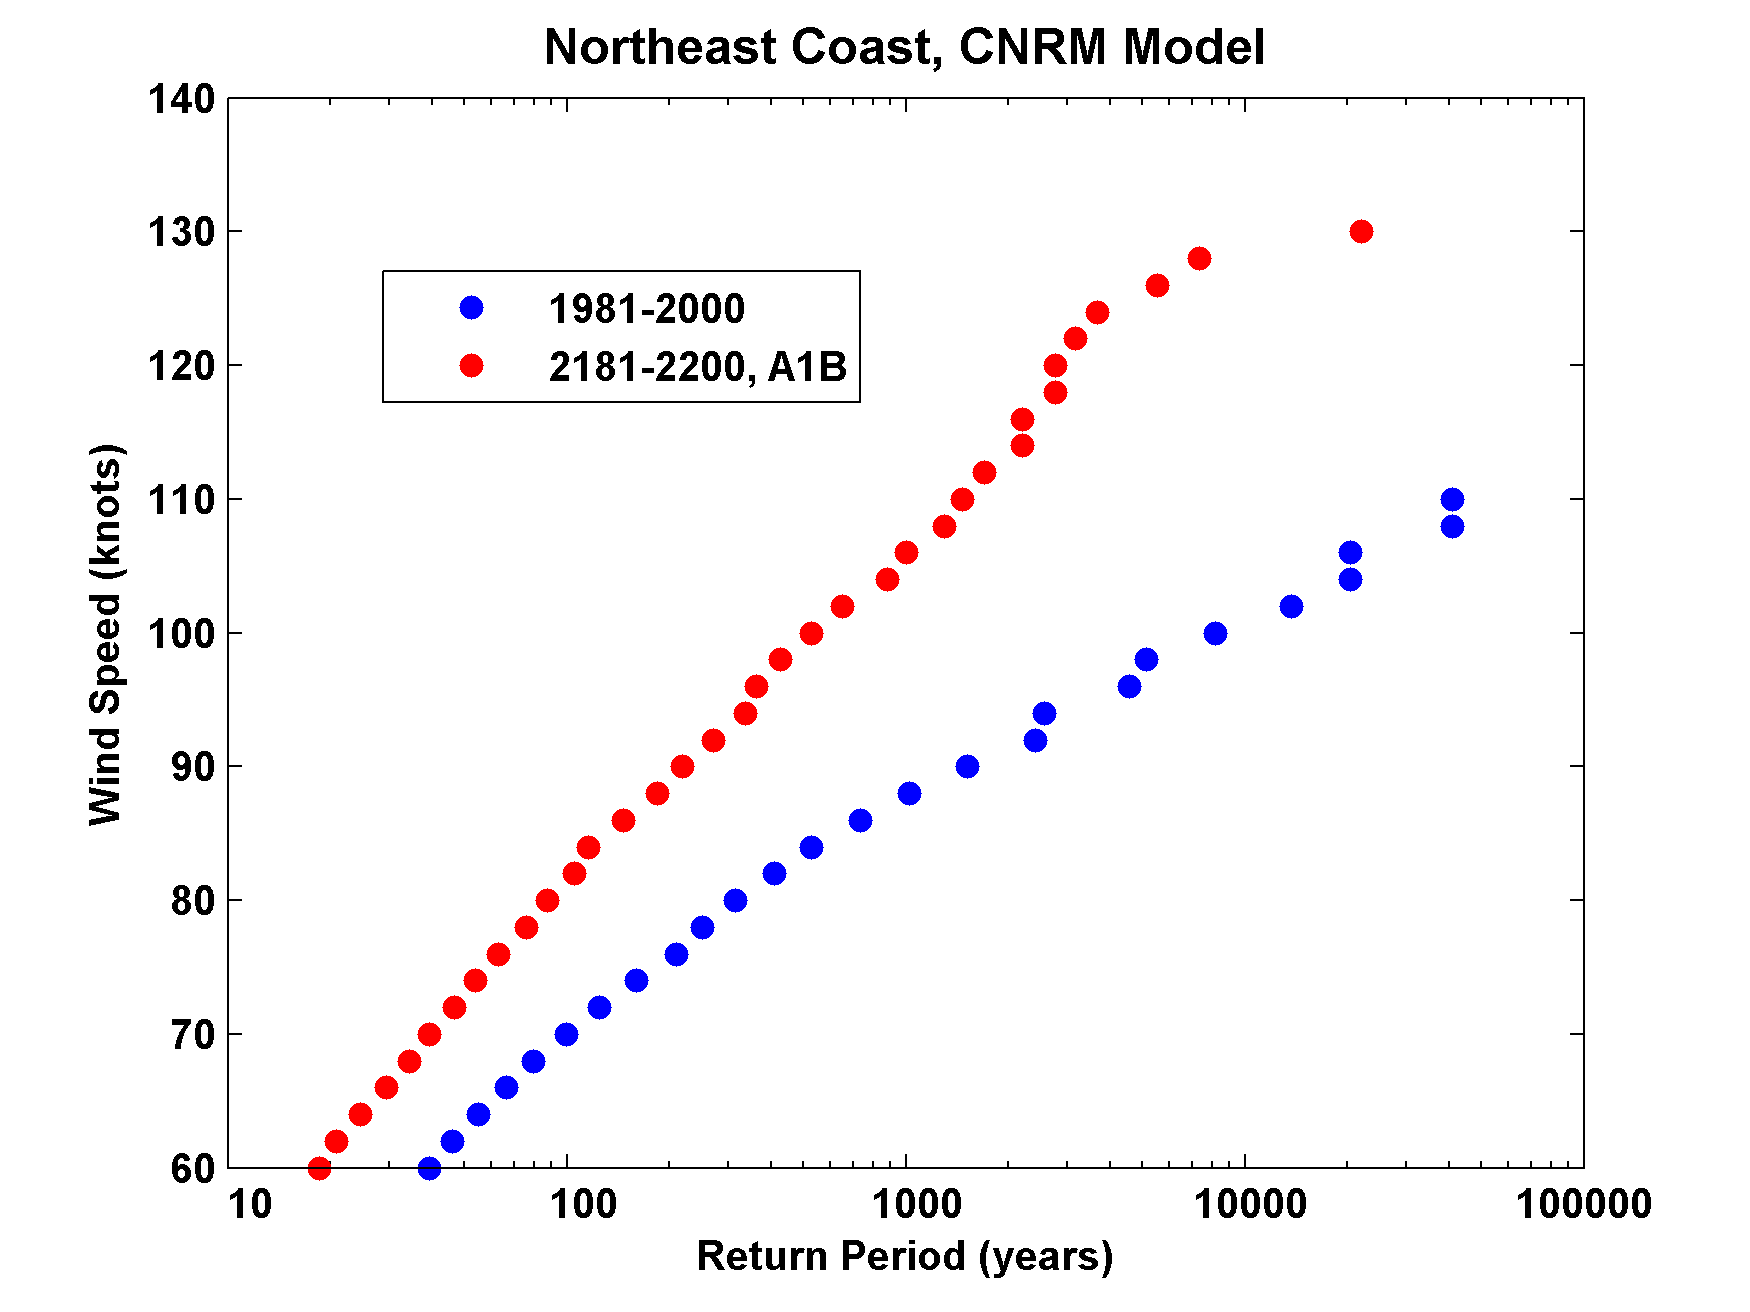 Northeast Coast, CNRM Model
140
130
120
110
100
90
80
70
60
1981-2000
2181-2200, A1B
Wind Speed (knots)
10 100 1000 10000 100000
Return Period (years)